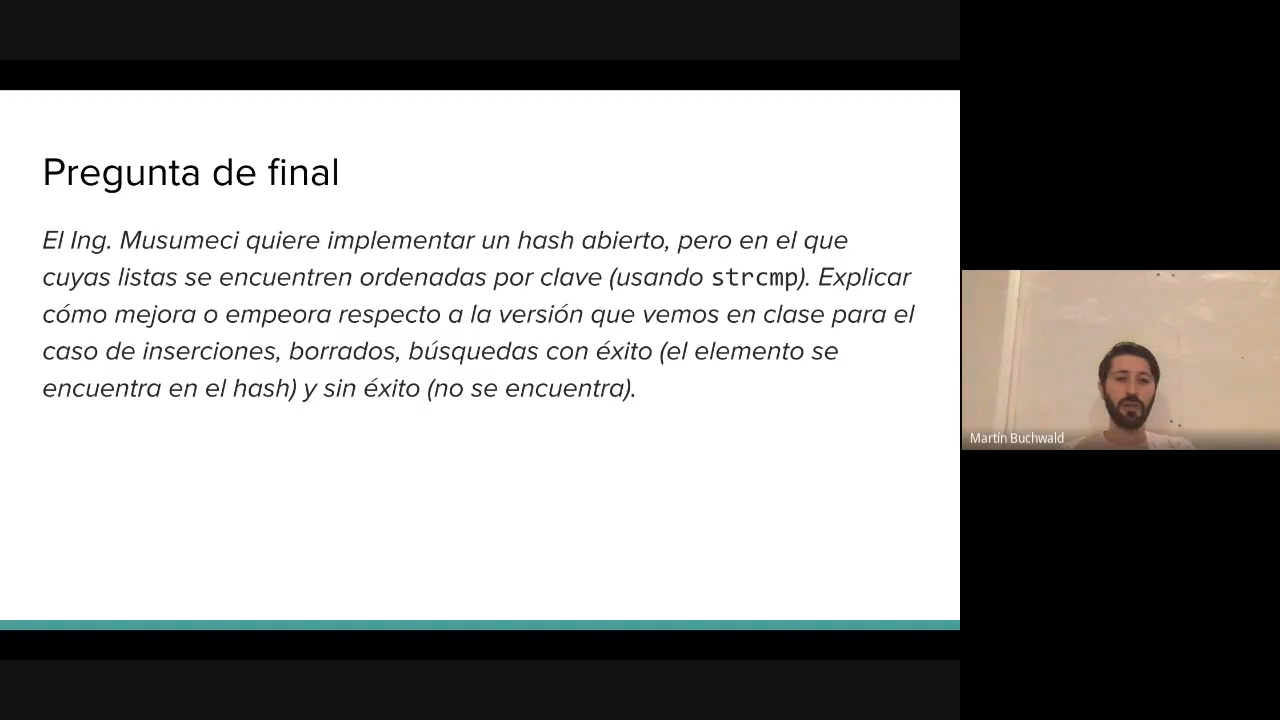 Pregunta de final
El Ing. Musumeci quiere implementar un hash abierto, pero en el que
cuyas listas se encuentren ordenadas por clave (usando strcmp). Explicar
cómo mejora o empeora respecto a la versión que vemos en clase para el
caso de inserciones, borrados, búsquedas con éxito (el elemento se
encuentra en el hash) y sin éxito (no se encuentra).
Martín Buchwald